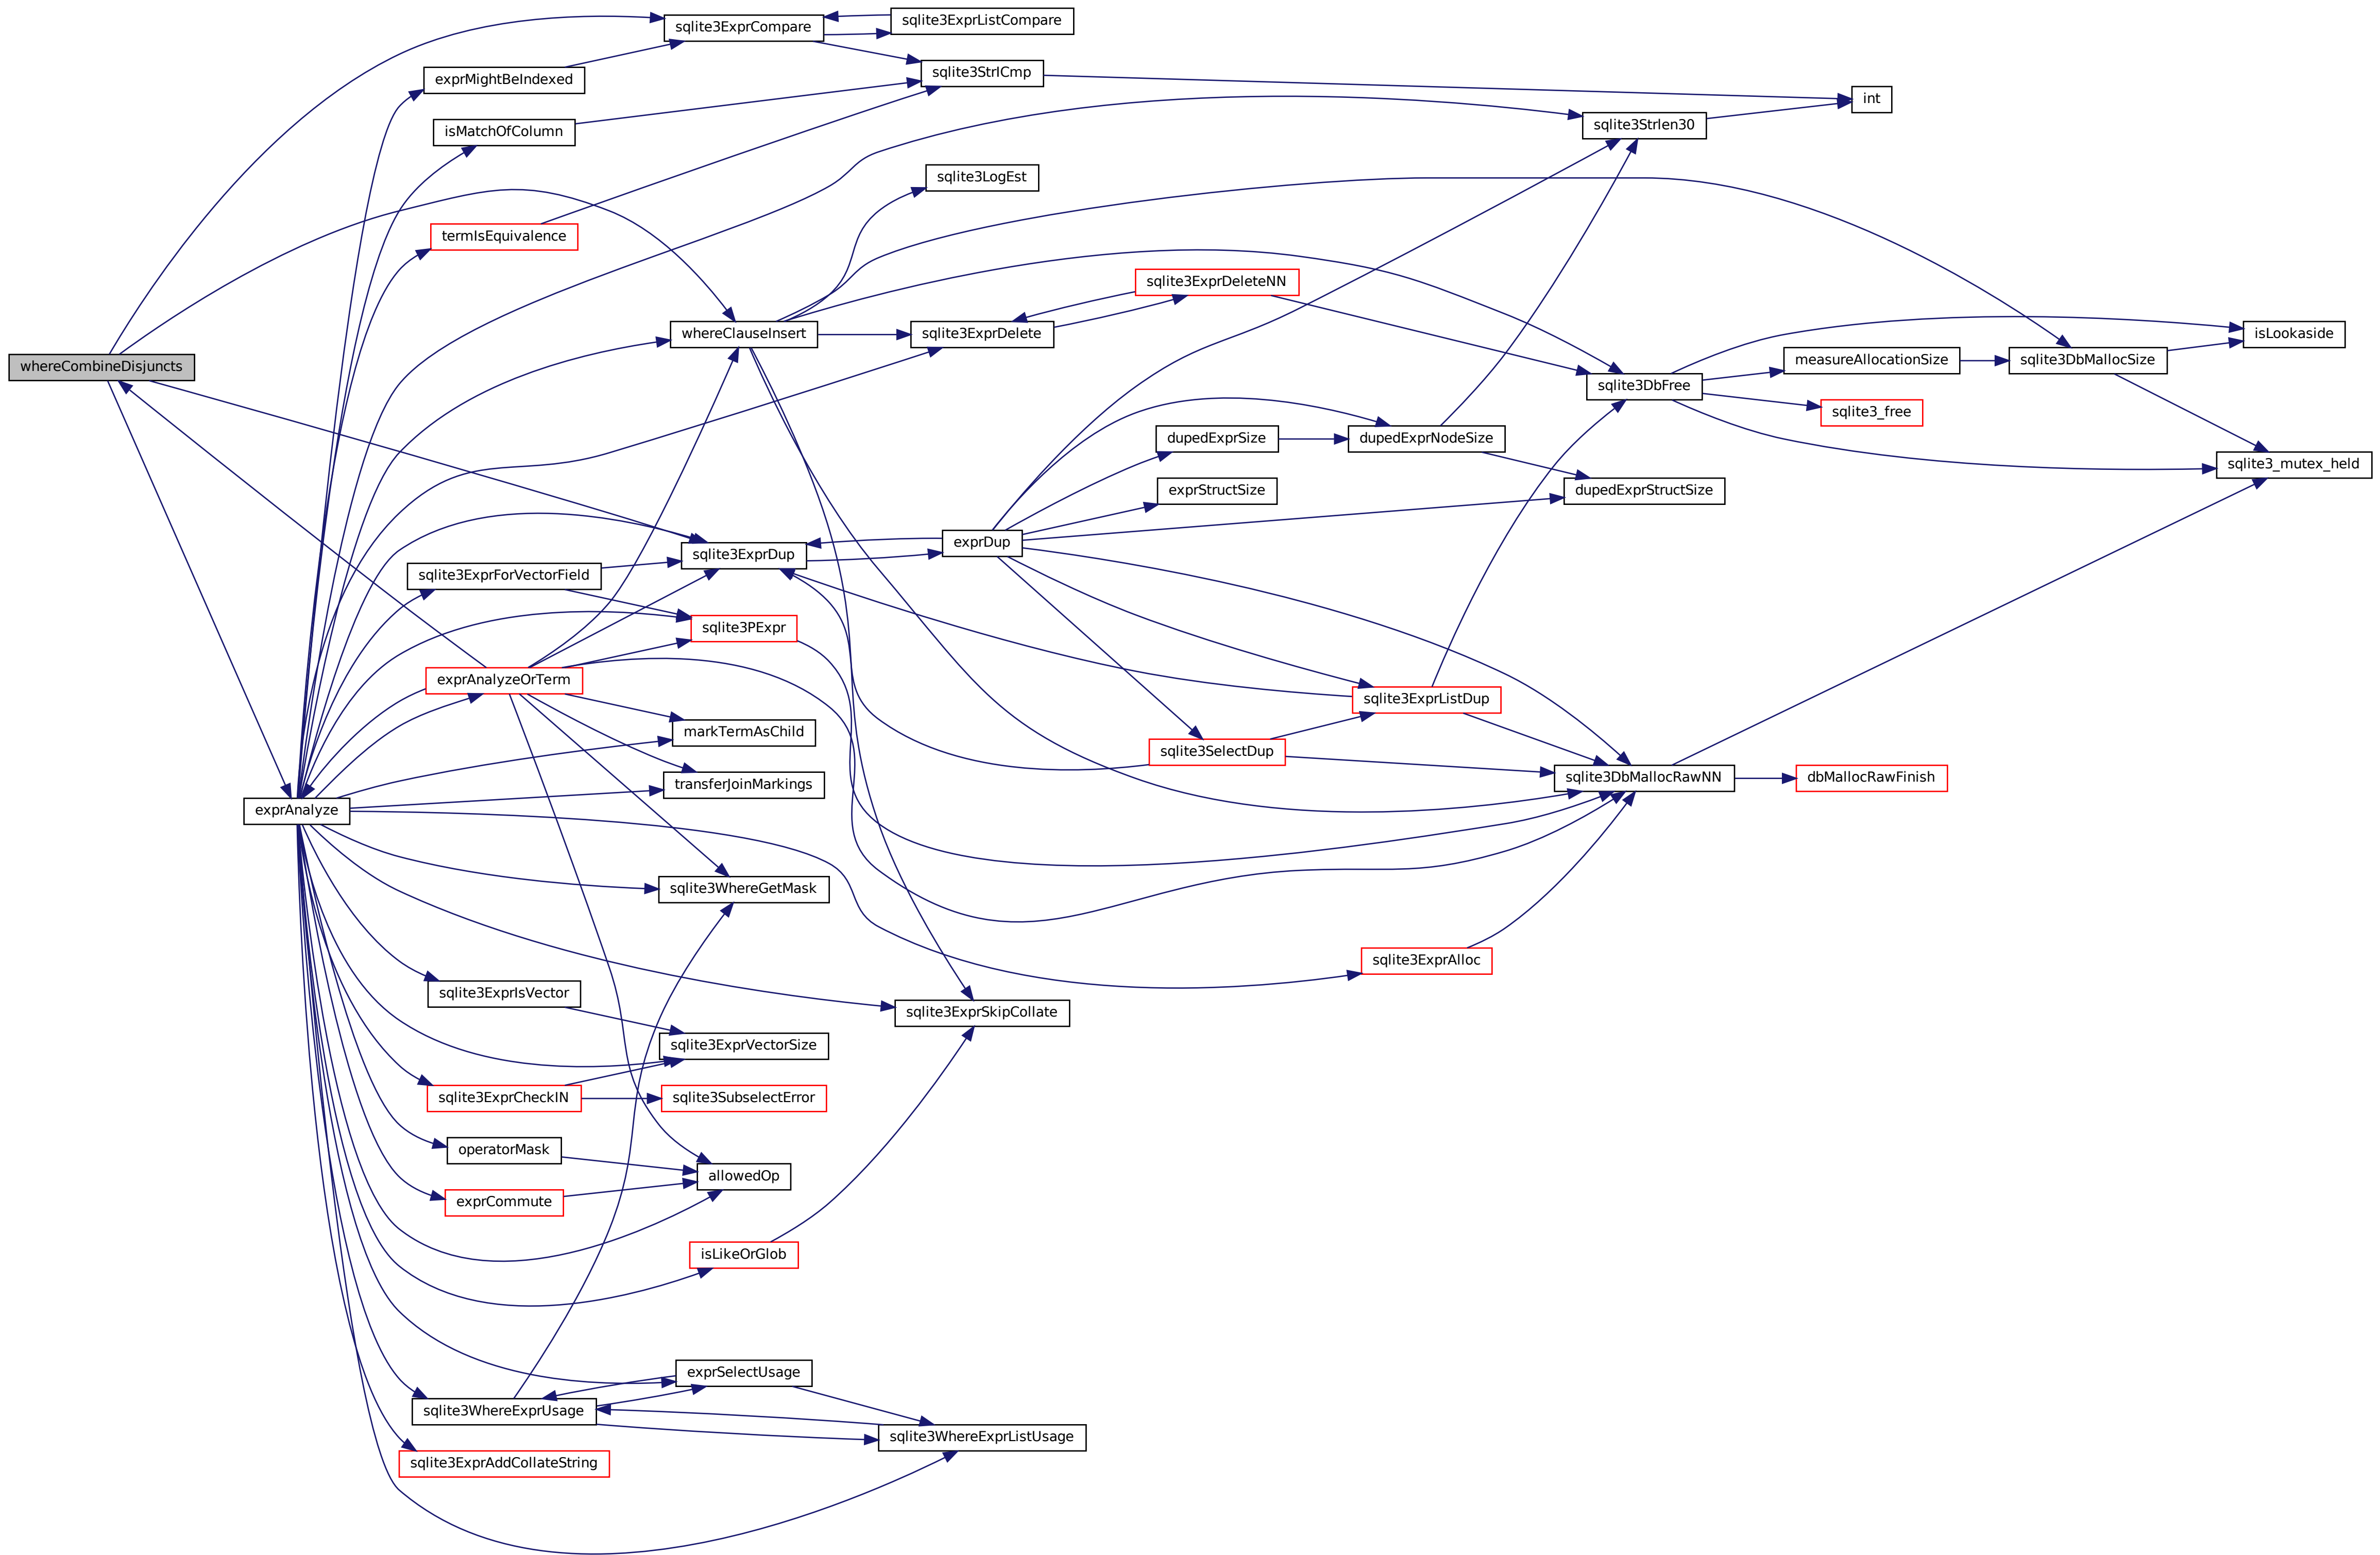 sqlite3ExprListCompare
sqlite3ExprCompare
sqlite3StrICmp
exprMightBeIndexed
int
sqlite3Strlen30
isMatchOfColumn
sqlite3LogEst
termIsEquivalence
sqlite3ExprDeleteNN
whereClauseInsert
sqlite3ExprDelete
isLookaside
measureAllocationSize
sqlite3DbMallocSize
whereCombineDisjuncts
sqlite3DbFree
sqlite3_free
dupedExprSize
dupedExprNodeSize
sqlite3_mutex_held
exprStructSize
dupedExprStructSize
exprDup
sqlite3ExprDup
sqlite3ExprForVectorField
sqlite3PExpr
exprAnalyzeOrTerm
sqlite3ExprListDup
markTermAsChild
sqlite3SelectDup
sqlite3DbMallocRawNN
dbMallocRawFinish
transferJoinMarkings
exprAnalyze
sqlite3WhereGetMask
sqlite3ExprAlloc
sqlite3ExprIsVector
sqlite3ExprSkipCollate
sqlite3ExprVectorSize
sqlite3ExprCheckIN
sqlite3SubselectError
operatorMask
allowedOp
exprCommute
isLikeOrGlob
exprSelectUsage
sqlite3WhereExprUsage
sqlite3WhereExprListUsage
sqlite3ExprAddCollateString